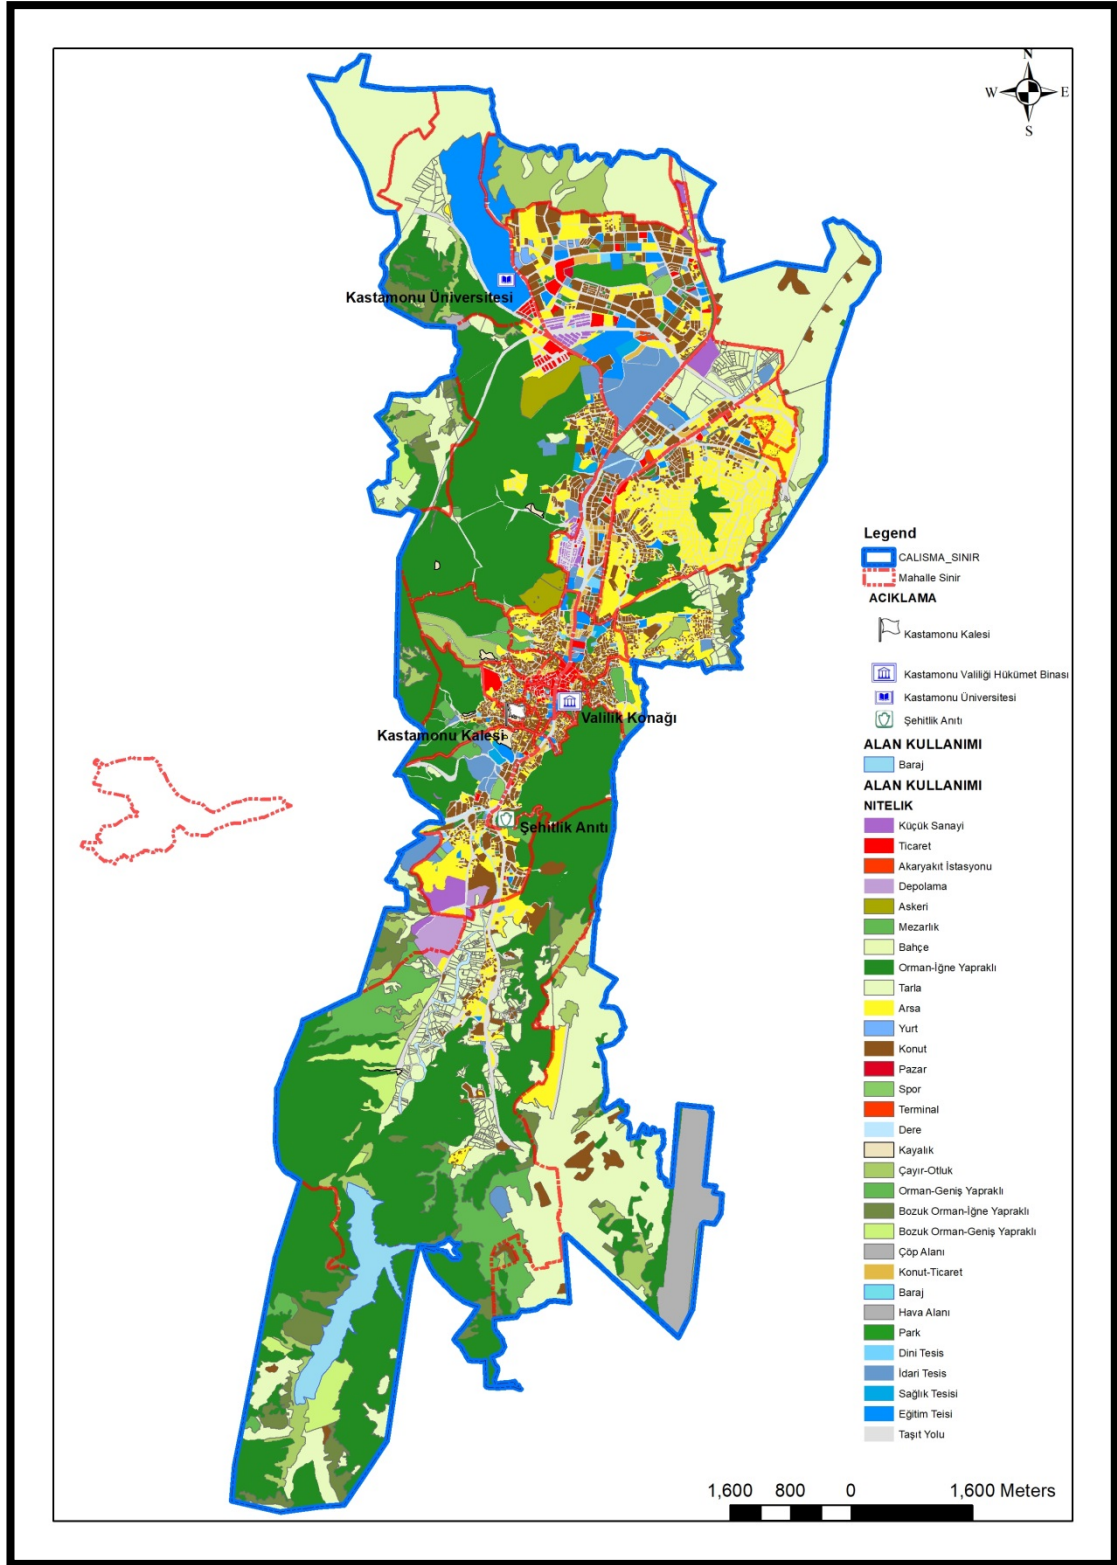 N
W
E
S
Kastamonu Üniversitesi
Valilik Konağı
Kastamonu Kalesi
Şehitlik Anıtı
Legend
CALISMA_SINIR
Mahalle Sinir
ACIKLAMA
Kastamonu Kalesi
Kastamonu Valiliği Hükümet Binası
Kastamonu Üniversitesi
Şehitlik Anıtı
ALAN KULLANIMI
Baraj
ALAN KULLANIMI
NITELIK
Küçük Sanayi
Ticaret
Akaryakıt İstasyonu
Depolama
Askeri
Mezarlık
Bahçe
Orman-İğne Yapraklı
Tarla
Arsa
Yurt
Konut
Pazar
Spor
Terminal
Dere
Kayalık
Çayır-Otluk
Orman-Geniş Yapraklı
Bozuk Orman-İğne Yapraklı
Bozuk Orman-Geniş Yapraklı
Çöp Alanı
Konut-Ticaret
Baraj
Hava Alanı
Park
Dini Tesis
İdari Tesis
Sağlık Tesisi
Eğitim Teisi
Taşıt Yolu
1,600 800 0 1,600 Meters